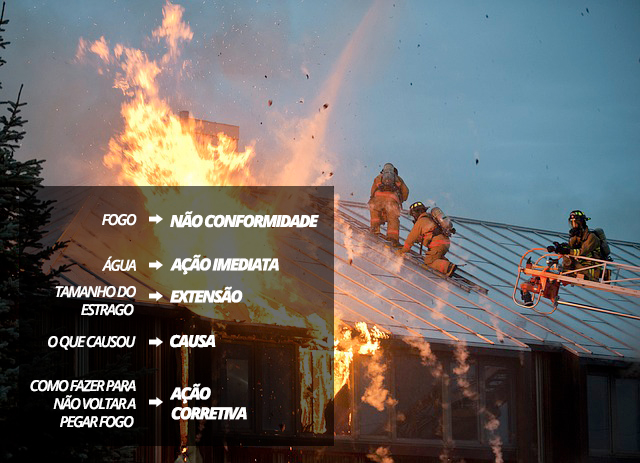 FOGO ➡ NÃO CONFORMIDADE
ÁGUA ➡ AÇÃO IMEDIATA
TAMANHO DO
ESTRAGO ➡ EXTENSÃO
O QUE CAUSOU ➡ CAUSA
COMO FAZER PARA
NÃO VOLTAR A
PEGAR FOGO ➡ AÇÃO
CORRETIVA